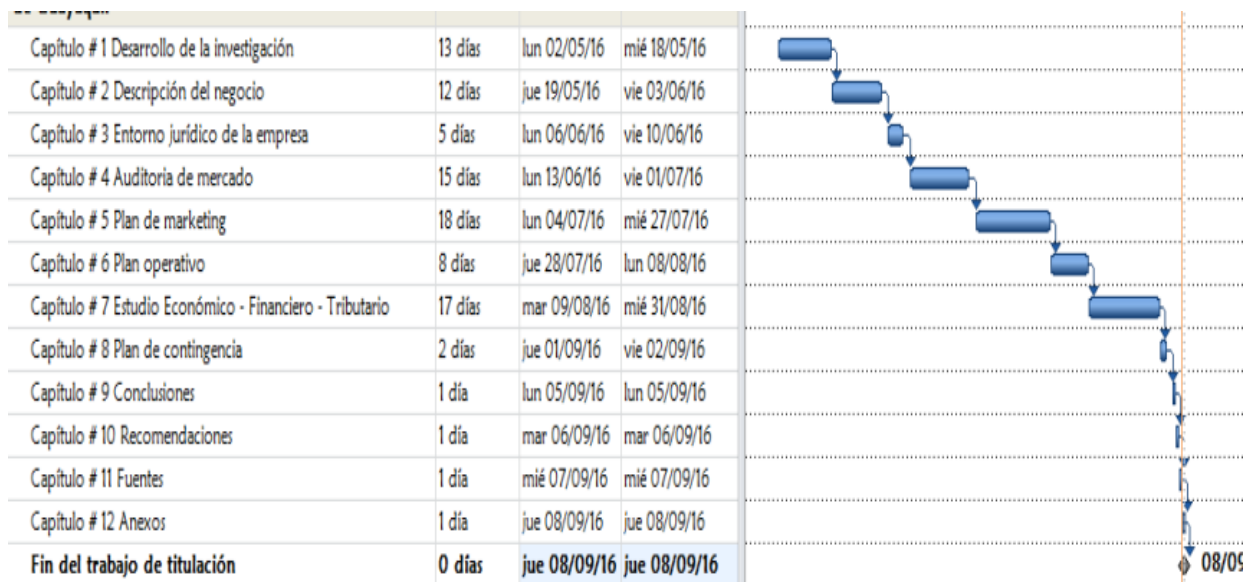 Capítulo # 1 Desarrollo de la investigación 13 días lun 02/05/16 mié 18/05/16
Capítulo # 2 Descripción del negocio 12 días jue 19/05/16 vie 03/06/16
Capítulo # 3 Entorno jurídico de la empresa 5 días lun 06/06/16 vie 10/06/16
Capítulo # 4 Auditoria de mercado 15 días lun 13/06/16 vie 01/07/16
Capítulo # 5 Plan de marketing 18 días lun 04/07/16 mié 27/07/16
Capítulo # 6 Plan operativo 8 días jue 28/07/16 lun 08/08/16
Capítulo # 7 Estudio Económico - Financiero - Tributario 17 días mar 09/08/16 mié 31/08/16
Capítulo # 8 Plan de contingencia 2 días jue 01/09/16 vie 02/09/16
Capítulo # 9 Conclusiones 1 día lun 05/09/16 lun 05/09/16
Capítulo # 10 Recomendaciones 1 día mar 06/09/16 mar 06/09/16
Capítulo # 11 Fuentes 1 día mié 07/09/16 mié 07/09/16
Capítulo # 12 Anexos 1 día jue 08/09/16 jue 08/09/16
Fin del trabajo de titulación 0 días jue 08/09/16 jue 08/09/16 08/09